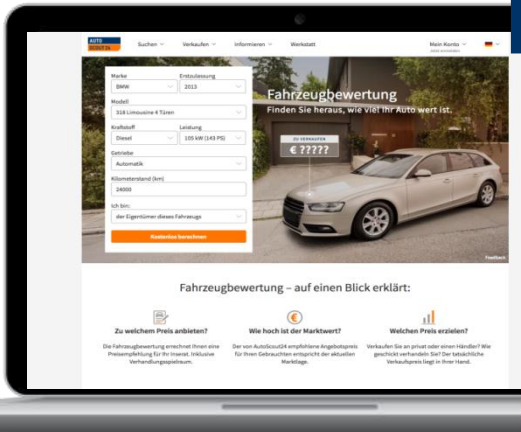 AUTO
SCOUT24
Suchen
Verkaufen
Informieren
Werkstatt
Mein Konto
Marke
Erstzulassung
BMW
2013
Modell
318 Limousine 4 Türen
Kraftstoff
Leistung
Diesel
105 kW (143 PS)
Getriebe
Automatik
Kilometerstand (km)
24000
Ich bin:
der Eigentümer dieses Fahrzeugs
Kostenlos berechnen
Fahrzeugbewertung
Finden Sie heraus, wie viel Ihr Auto wert ist.
ZU VERKAUFEN
€ ?????
Feedback
Fahrzeugbewertung – auf einen Blick erklärt:
Zu welchem Preis anbieten?
Die Fahrzeugbewertung errechnet Ihnen eine
Preisempfehlung für Ihr Inserat. Inklusive
Verhandlungsspielraum.
Wie hoch ist der Marktwert?
Der von AutoScout24 empfohlene Angebotspreis
für Ihren Gebrauchten entspricht der aktuellen
Marktlage.
Welchen Preis erzielen?
Verkaufen Sie an privat oder einen Händler? Wie
geschickt verhandeln Sie? Der tatsächliche
Verkaufspreis liegt in Ihrer Hand.